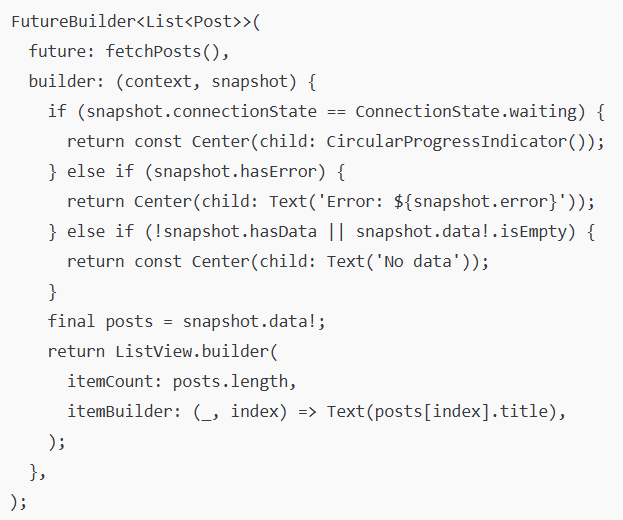 FutureBuilder<List<Post>>(
  future: fetchPosts(),
  builder: (context, snapshot) {
    if (snapshot.connectionState == ConnectionState.waiting) {
      return const Center(child: CircularProgressIndicator());
    } else if (snapshot.hasError) {
      return Center(child: Text('Error: ${snapshot.error}'));
    } else if (!snapshot.hasData || snapshot.data!.isEmpty) {
      return const Center(child: Text('No data'));
    }
    final posts = snapshot.data!;
    return ListView.builder(
      itemCount: posts.length,
      itemBuilder: (_, index) => Text(posts[index].title),
    );
  },
);